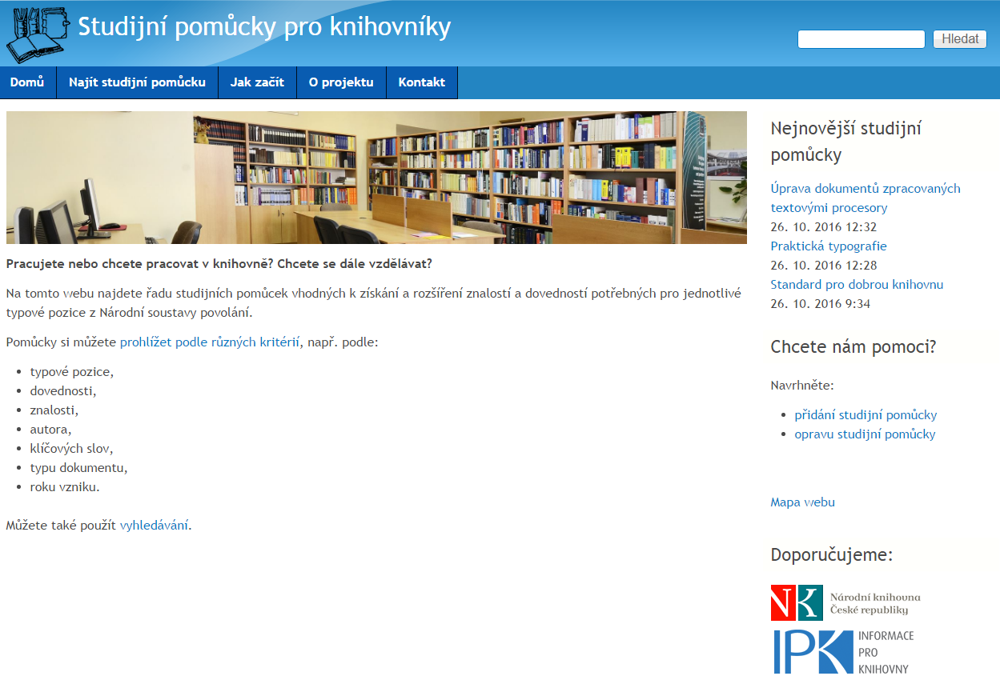 Studijní pomůcky pro knihovníky
Hledat
Domů
Najít studijní pomůcku
Jak začít
O projektu
Kontakt
Pracujete nebo chcete pracovat v knihovně? Chcete se dále vzdělávat?
Na tomto webu najdete řadu studijních pomůcek vhodných k získání a rozšíření znalostí a dovedností potřebných pro jednotlivé
typové pozice z Národní soustavy povolání.
Pomůcky si můžete prohlížet podle různých kritérií, např. podle:
• typové pozice,
• dovednosti,
• znalosti,
• autora,
• klíčových slov,
• typu dokumentu,
• roku vzniku.
Můžete také použít vyhledávání.
Nejnovější studijní
pomůcky
Úprava dokumentů zpracovaných
textovými procesory
26. 10. 2016 12:32
Praktická typografie
26. 10. 2016 12:28
Standard pro dobrou knihovnu
26. 10. 2016 9:34
Chcete nám pomoci?
Navrhněte:
• přidání studijní pomůcky
• opravu studijní pomůcky
Mapa webu
Doporučujeme:
NK
Národní knihovna
České republiky
IPK
INFORMACE
PRO
KNIHOVNY